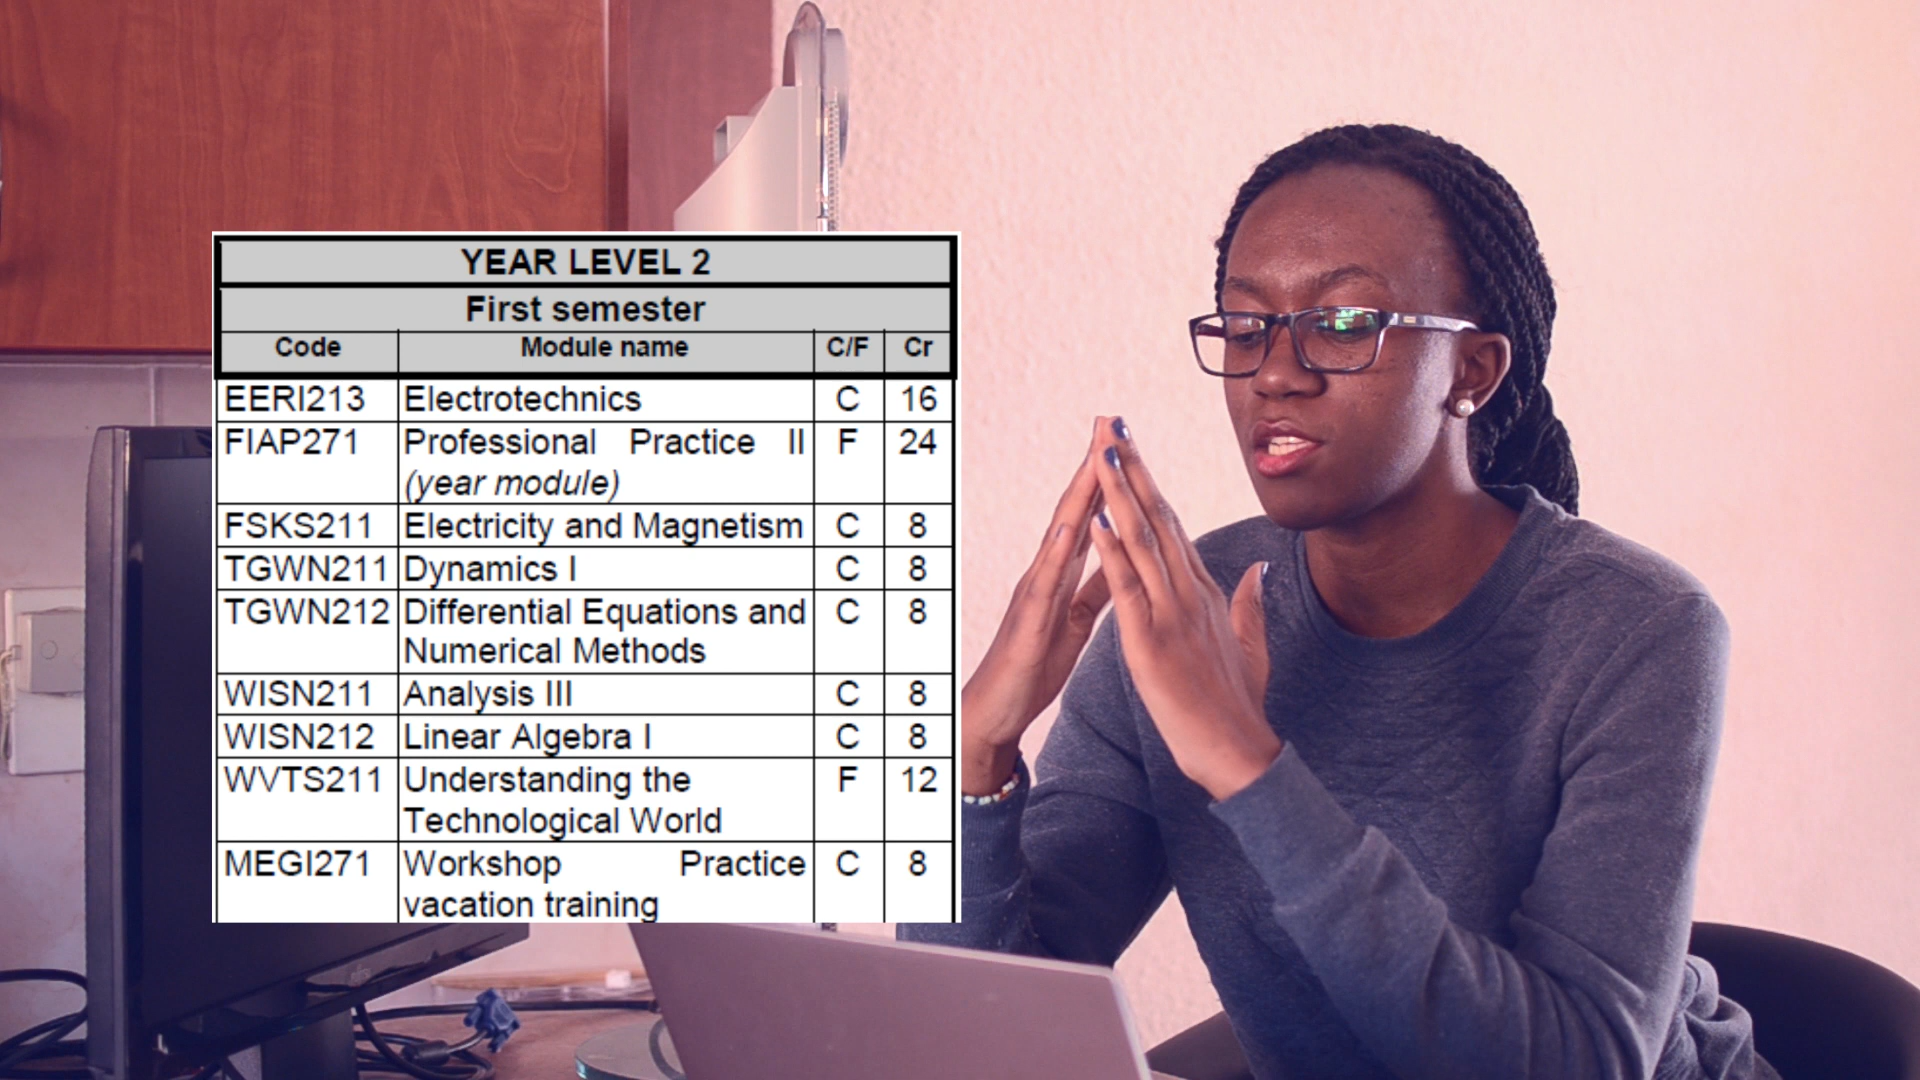 YEAR LEVEL 2
First semester
Code Module name C/F Cr
EERI213 Electrotechnics C 16
FIAP271 Professional Practice II F 24
(year module)
FSKS211 Electricity and Magnetism C 8
TGWN211 Dynamics I C 8
TGWN212 Differential Equations and C 8
Numerical Methods
WISN211 Analysis III C 8
WISN212 Linear Algebra I C 8
WVTS211 Understanding the F 12
Technological World
MEGI271 Workshop Practice C 8
vacation training